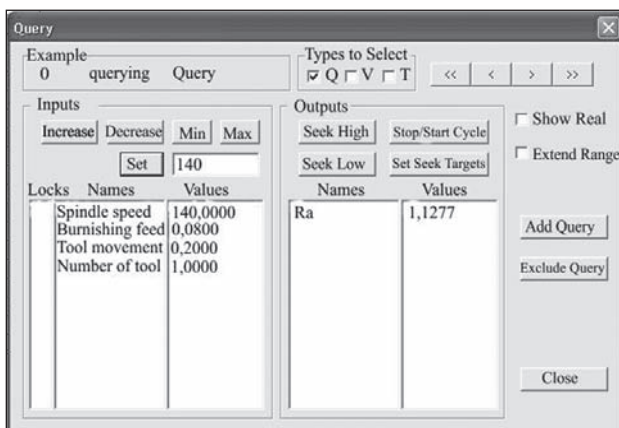 Query
Example
0 querying Query
Types to Select
Q V T
<< < > >>
Inputs
Increase Decrease Min Max
Set 140
Locks Names Values
Spindle speed 140,0000
Burnishing feed 0,0800
Tool movement 0,2000
Number of tool 1,0000
Outputs
Seek High Stop/Start Cycle
Seek Low Set Seek Targets
Names Values
Ra 1,1277
Show Real
Extend Range
Add Query
Exclude Query
Close